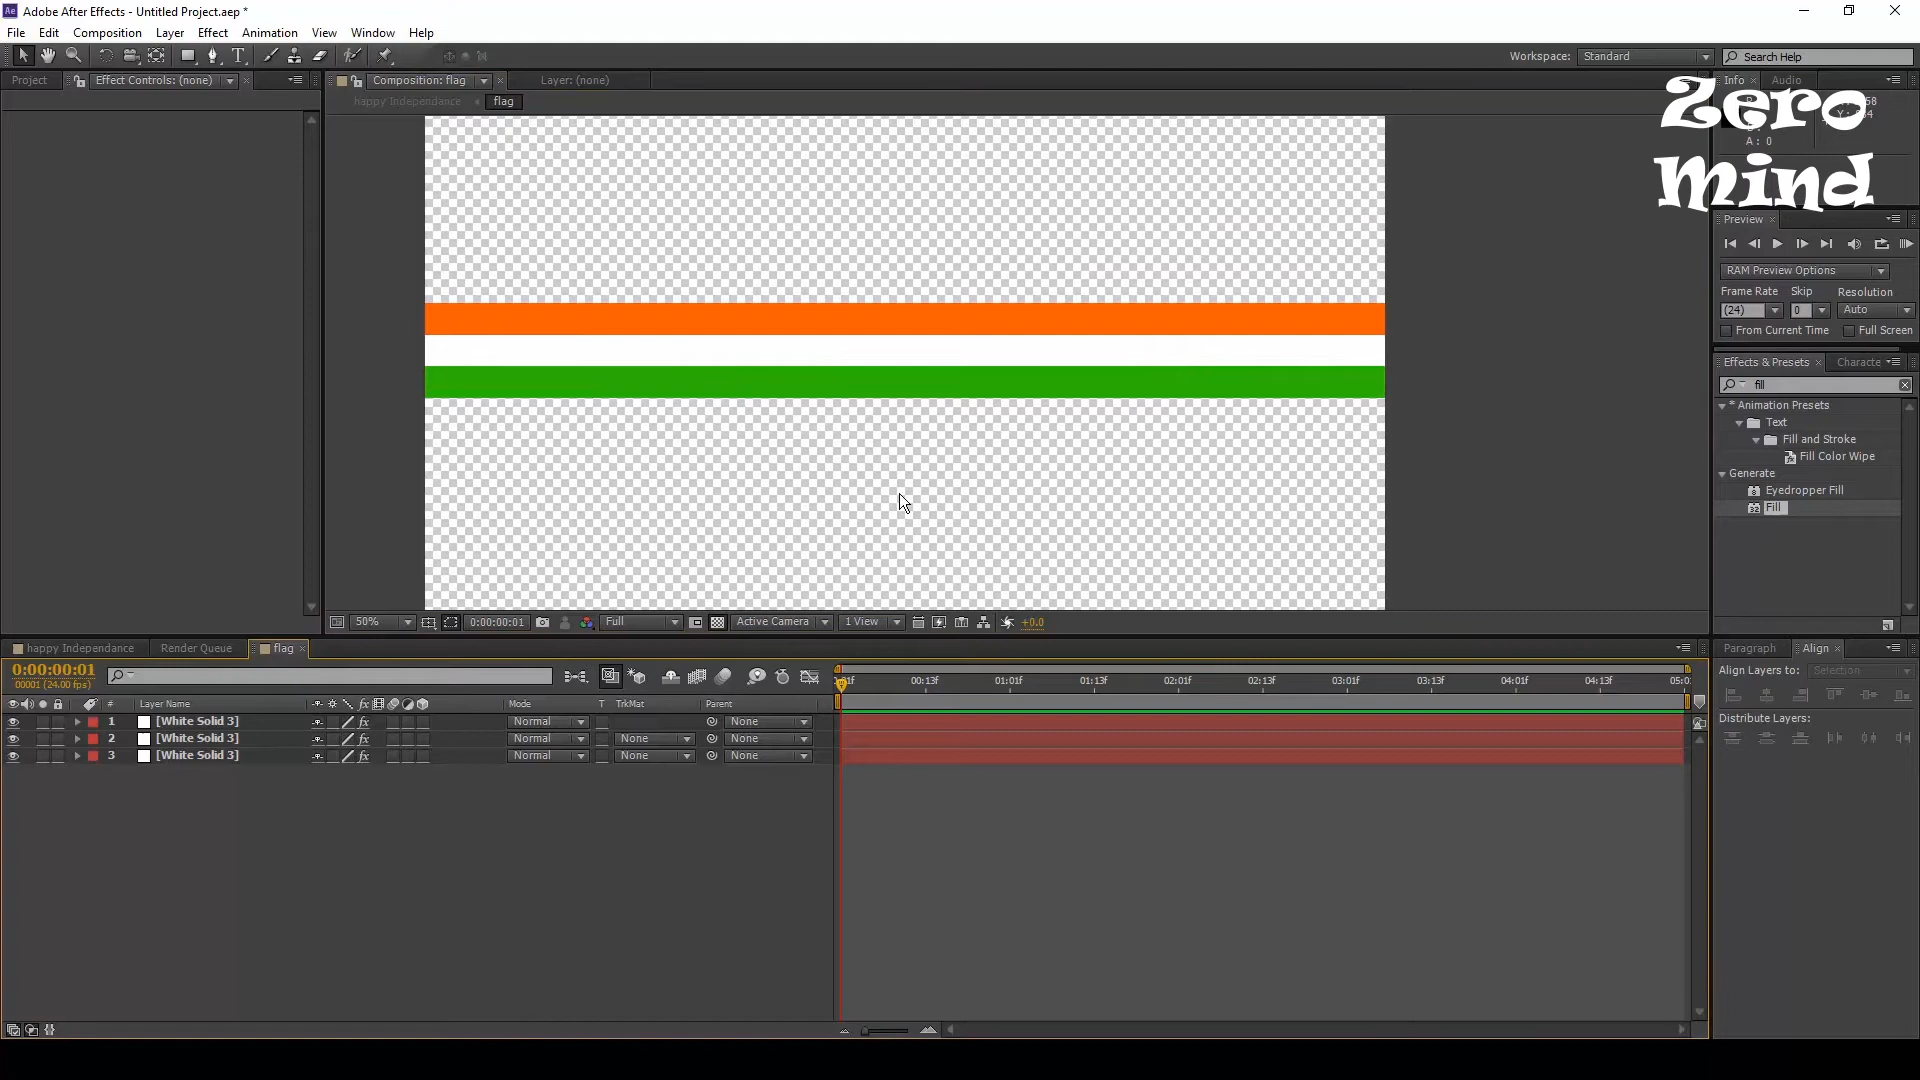 Adobe After Effects - Untitled Project.aep *
File Edit Composition Layer Effect Animation View Window Help
Workspace: Standard Search Help
Project Effect Controls: (none) Composition: flag Layer: (none) Info Audio
happy Independance flag
Zero
Mind
A: 0
Preview
RAM Preview Options
Frame Rate Skip Resolution
(24) 0 Auto
From Current Time Full Screen
Effects & Presets Characte
fill
* Animation Presets
Text
Fill and Stroke
Fill Color Wipe
Generate
Eyedropper Fill
Fill
50% 0:00:00:01 Full Active Camera 1 View +0.0
happy Independance Render Queue flag Paragraph Align
0:00:00:01
00001 (24.00 fps)
00:13f 01:01f 01:13f 02:01f 02:13f 03:01f 03:13f 04:01f 04:13f
Align Layers to: Selection
# Layer Name Mode T TrkMat Parent
Distribute Layers:
1 [White Solid 3] Normal None
2 [White Solid 3] Normal None None
3 [White Solid 3] Normal None None